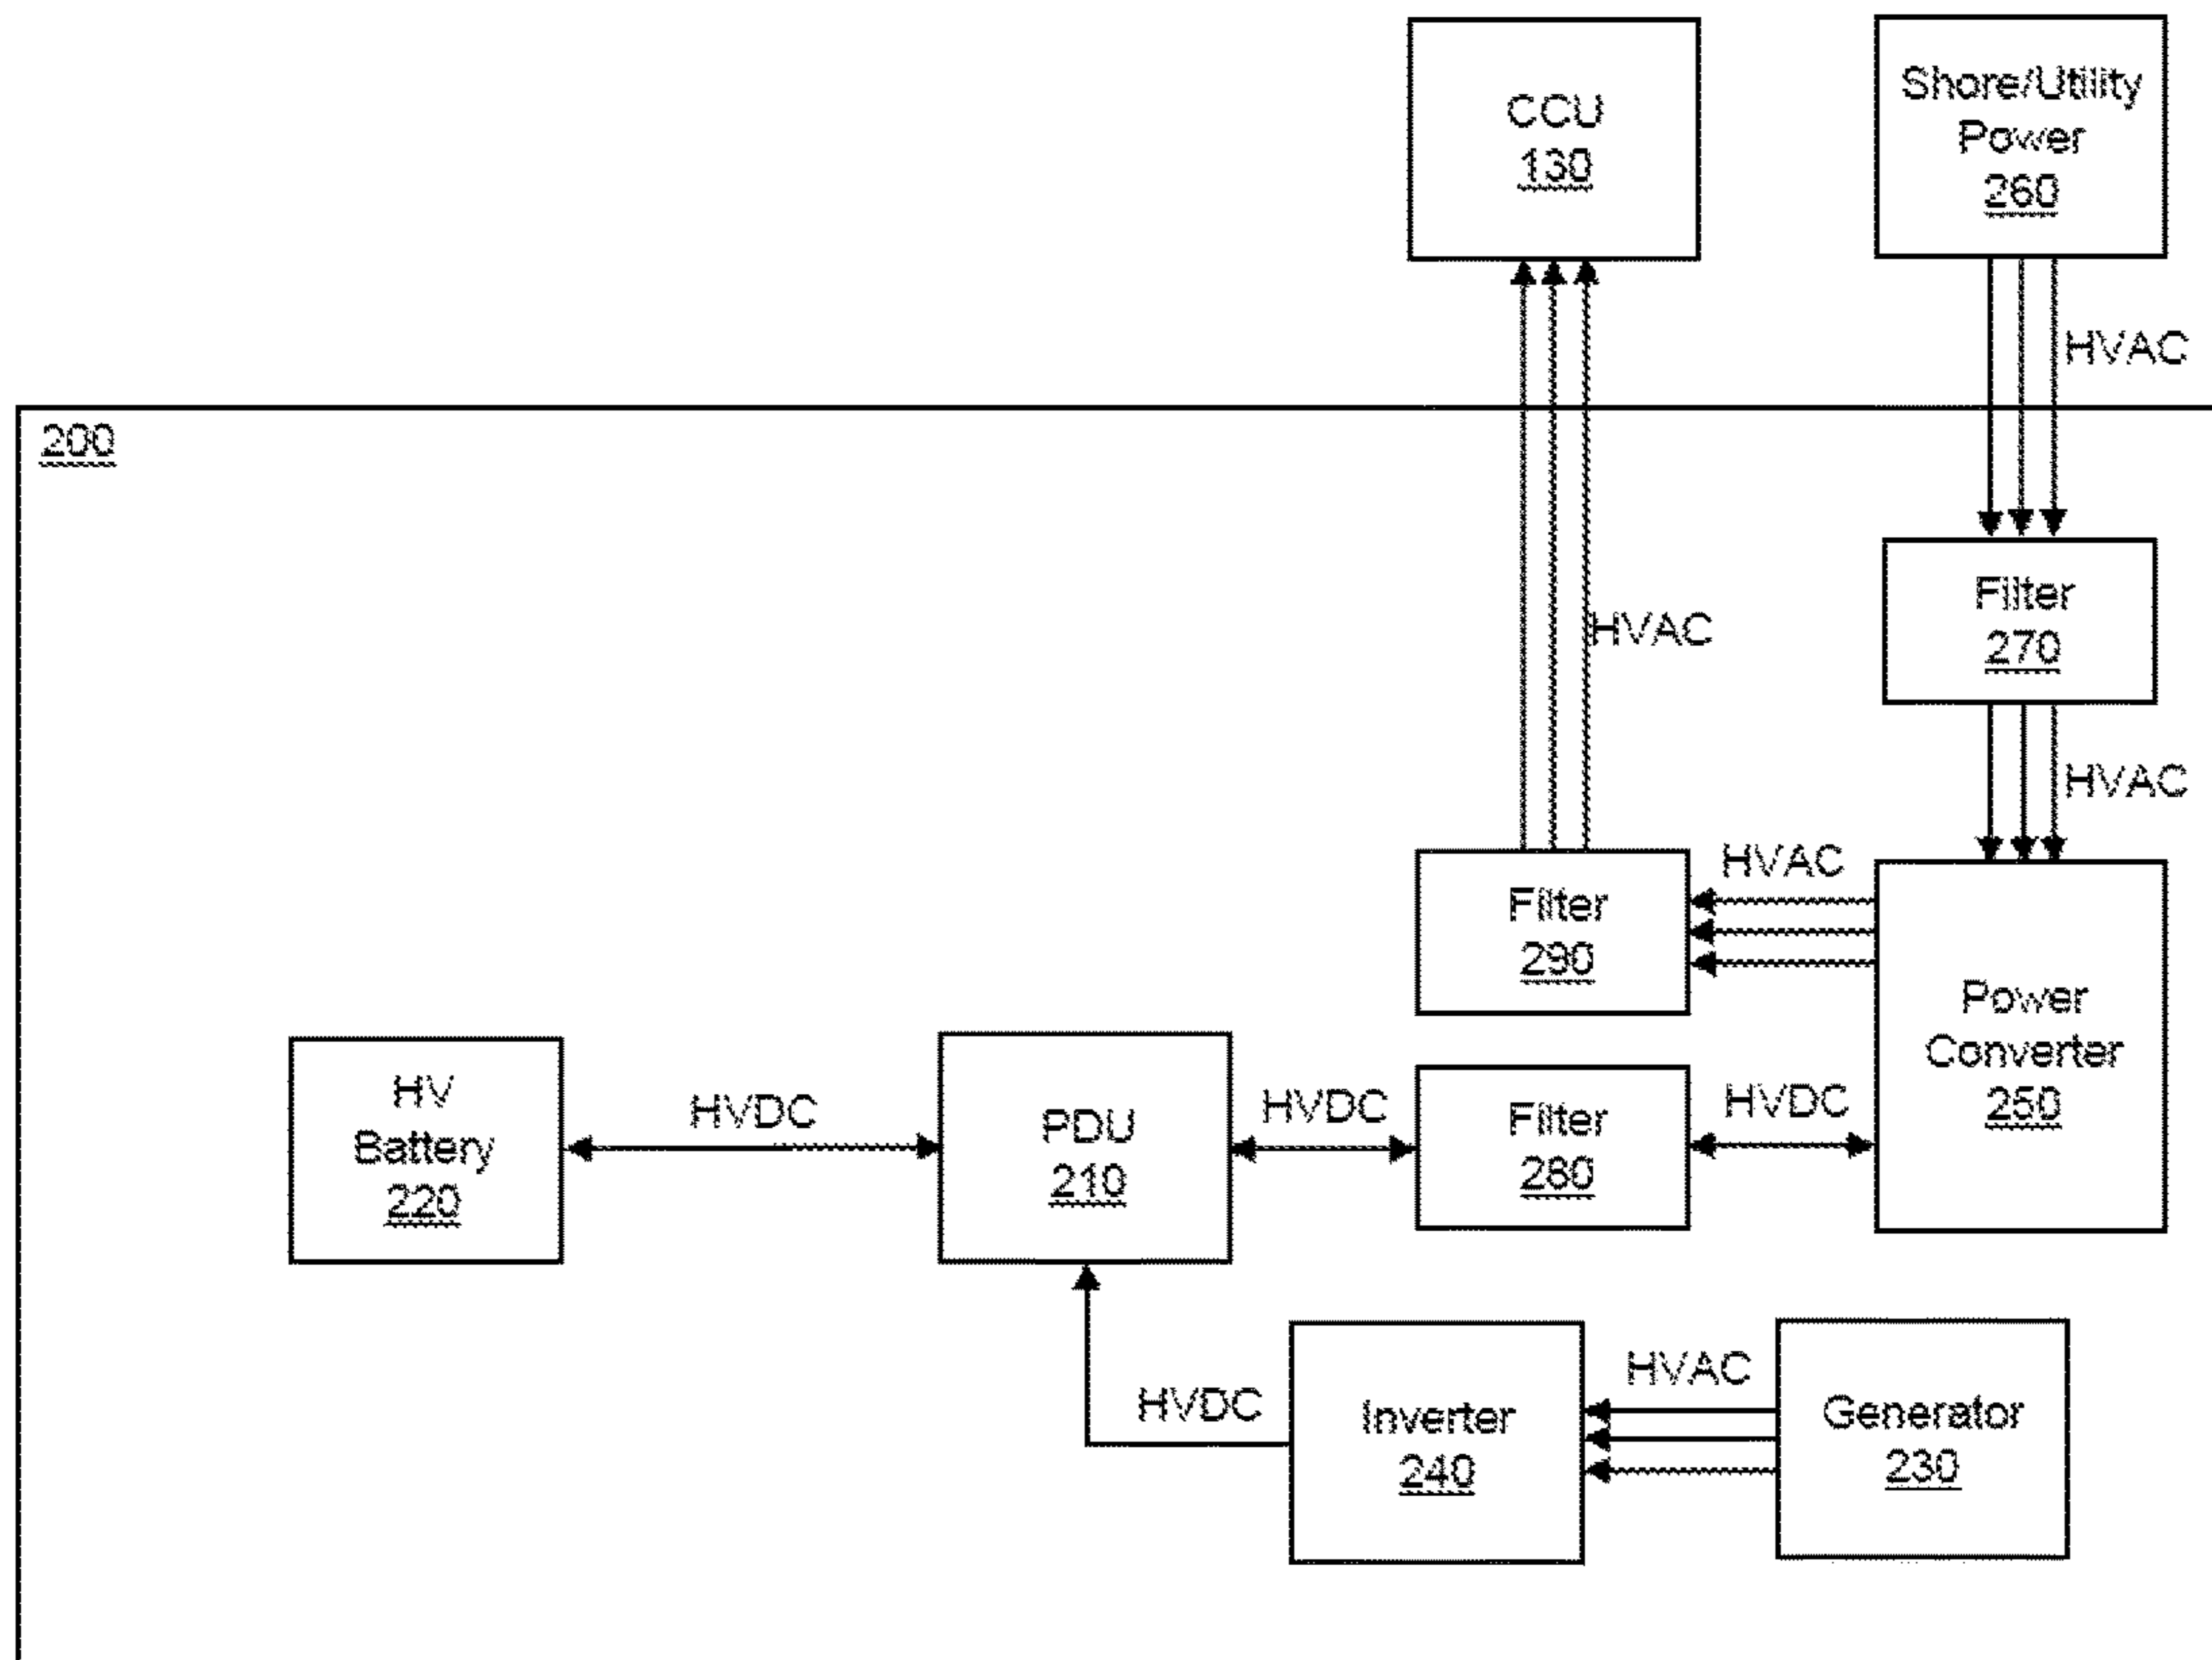 CCU
130
Shore/Utility
Power
260
HVAC
200
Filter
270
HVAC
HVAC
HVAC
Filter
290
Power
Converter
250
HV
Battery
220
HVDC
PDU
210
HVDC
Filter
280
HVDC
HVDC
Inverter
240
HVAC
Generator
230